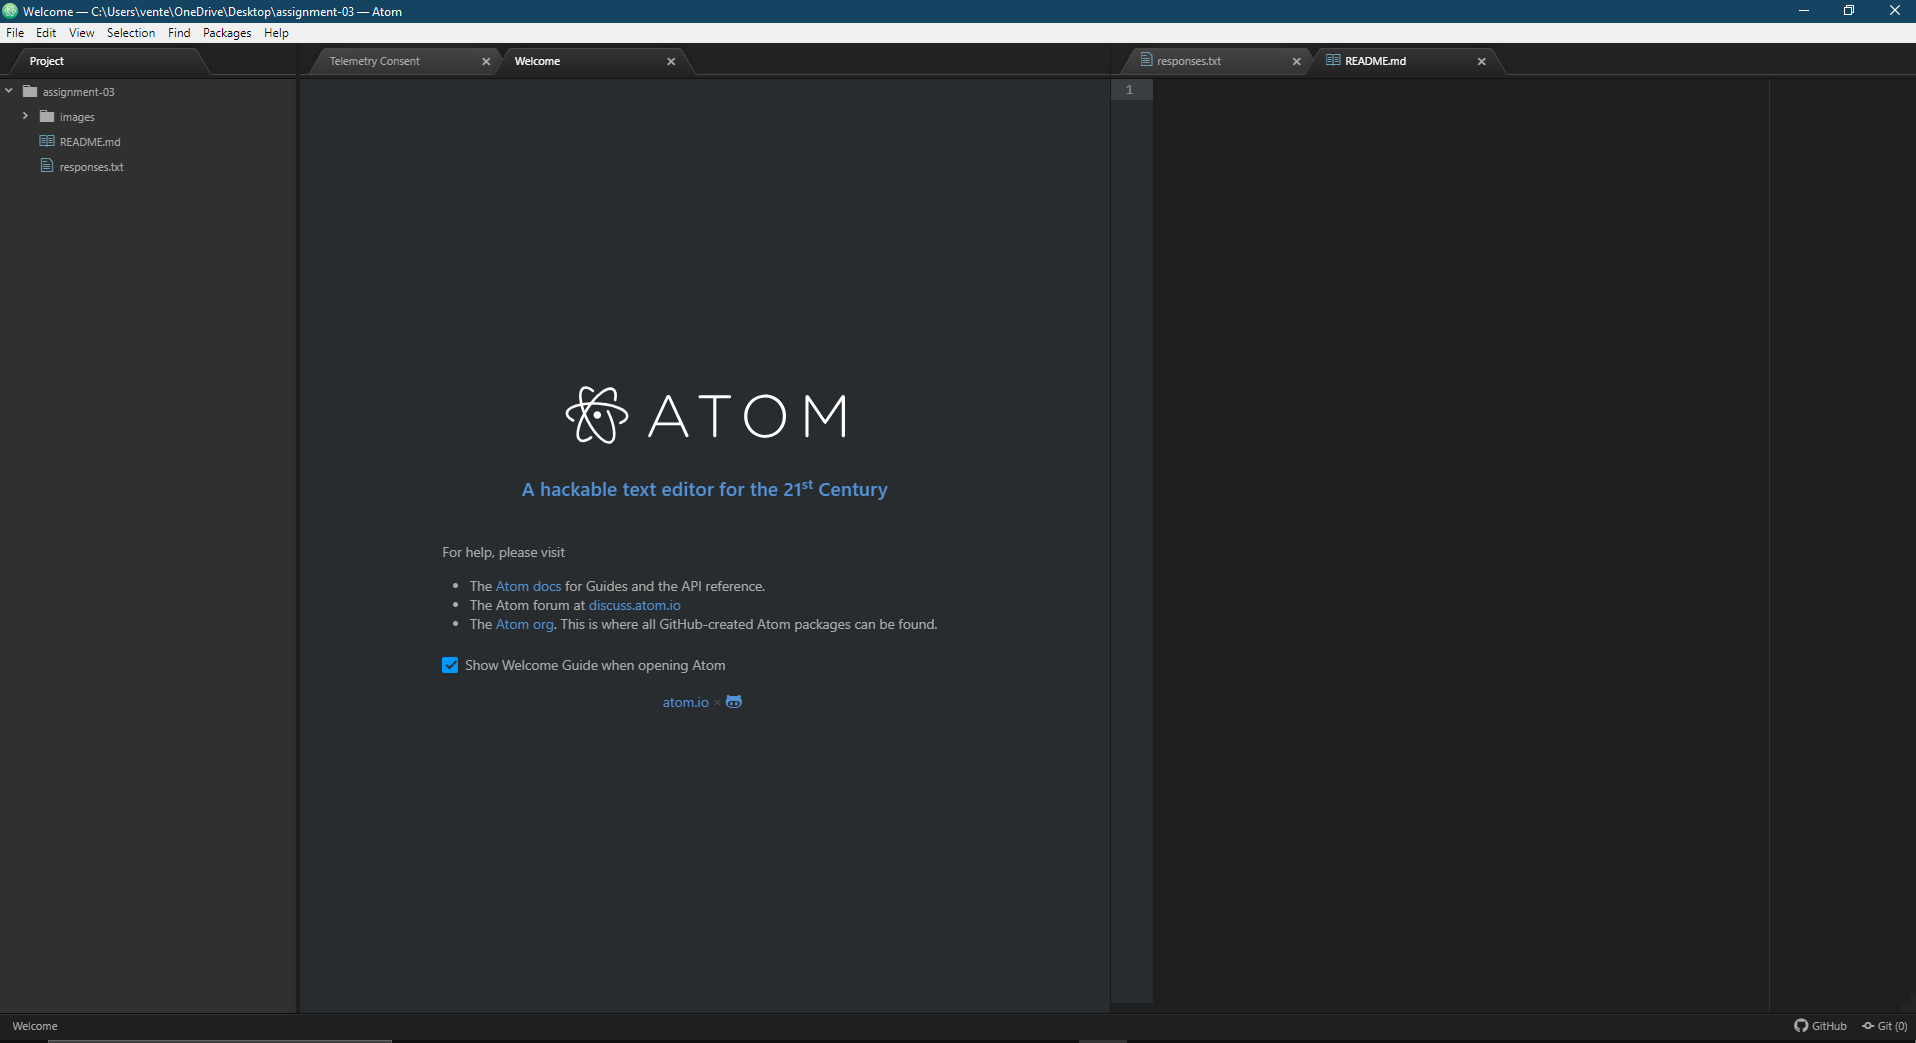 Welcome — C:\Users\vente\OneDrive\Desktop\assignment-03 — Atom
File Edit View Selection Find Packages Help
Project
Telemetry Consent
Welcome
responses.txt
README.md
assignment-03
images
README.md
responses.txt
1
ATOM
A hackable text editor for the 21st Century
For help, please visit
• The Atom docs for Guides and the API reference.
• The Atom forum at discuss.atom.io
• The Atom org. This is where all GitHub-created Atom packages can be found.
Show Welcome Guide when opening Atom
atom.io ×
Welcome
GitHub Git (0)